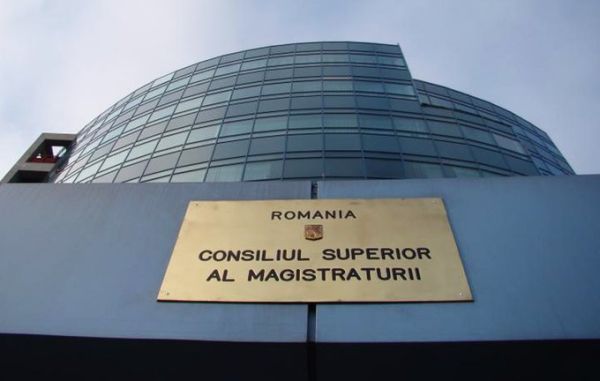 ROMANIA
CONSILIUL SUPERIOR
AL MAGISTRATURII